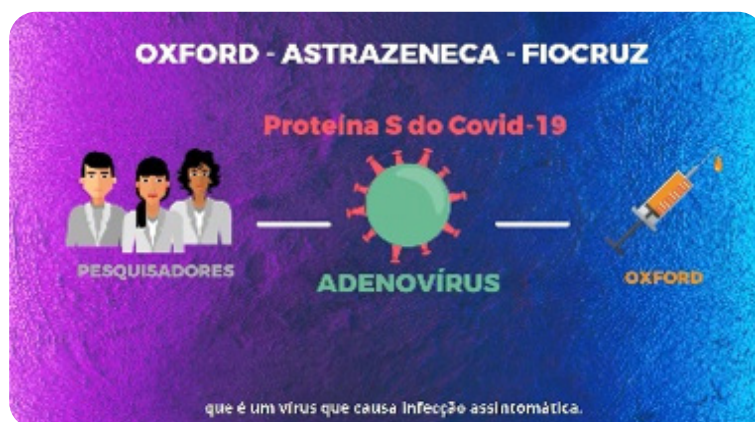 OXFORD - ASTRAZENECA - FIOCRUZ
Proteína S do Covid-19
PESQUISADORES
ADENOVÍRUS
OXFORD
que é um vírus que causa infecção assintomática.